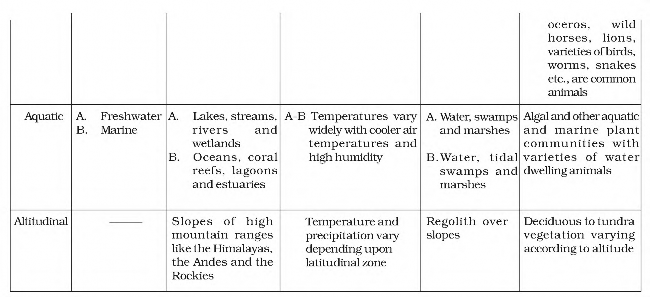 oceros, wild
horses, lions,
varieties of birds,
worms, snakes
etc., are common
animals
Aquatic
A. Freshwater
B. Marine
A. Lakes, streams,
rivers and
wetlands
B. Oceans, coral
reefs, lagoons
and estuaries
A-B Temperatures vary
widely with cooler air
temperatures and
high humidity
A. Water, swamps
and marshes
B. Water, tidal
swamps and
marshes
Algal and other aquatic
and marine plant
communities with
varieties of water
dwelling animals
Altitudinal
———
Slopes of high
mountain ranges
like the Himalayas,
the Andes and the
Rockies
Temperature and
precipitation vary
depending upon
latitudinal zone
Regolith over
slopes
Deciduous to tundra
vegetation varying
according to altitude